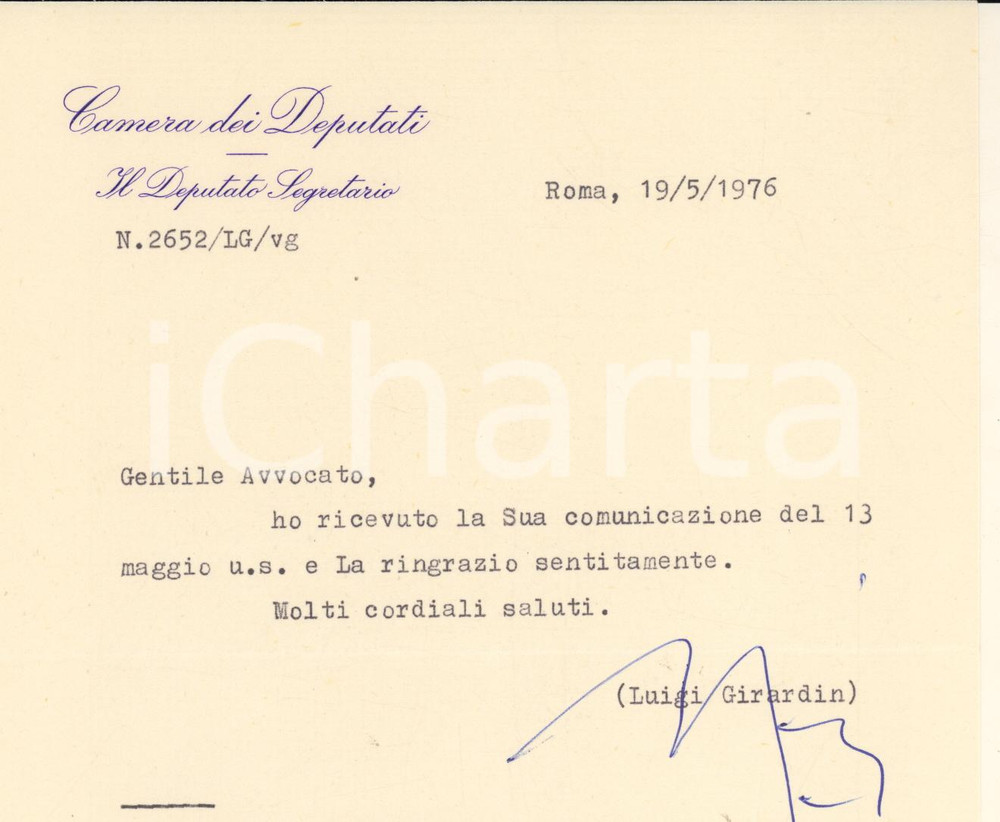 Camera dei Deputati
Il Deputato Segretario
Roma, 19/5/1976
N.2652/LG/vg
iCharta
Gentile Avvocato,
ho ricevuto la Sua comunicazione del 13
maggio u.s. e La ringrazio sentitamente.
Molti cordiali saluti.
(Luigi Girardin)